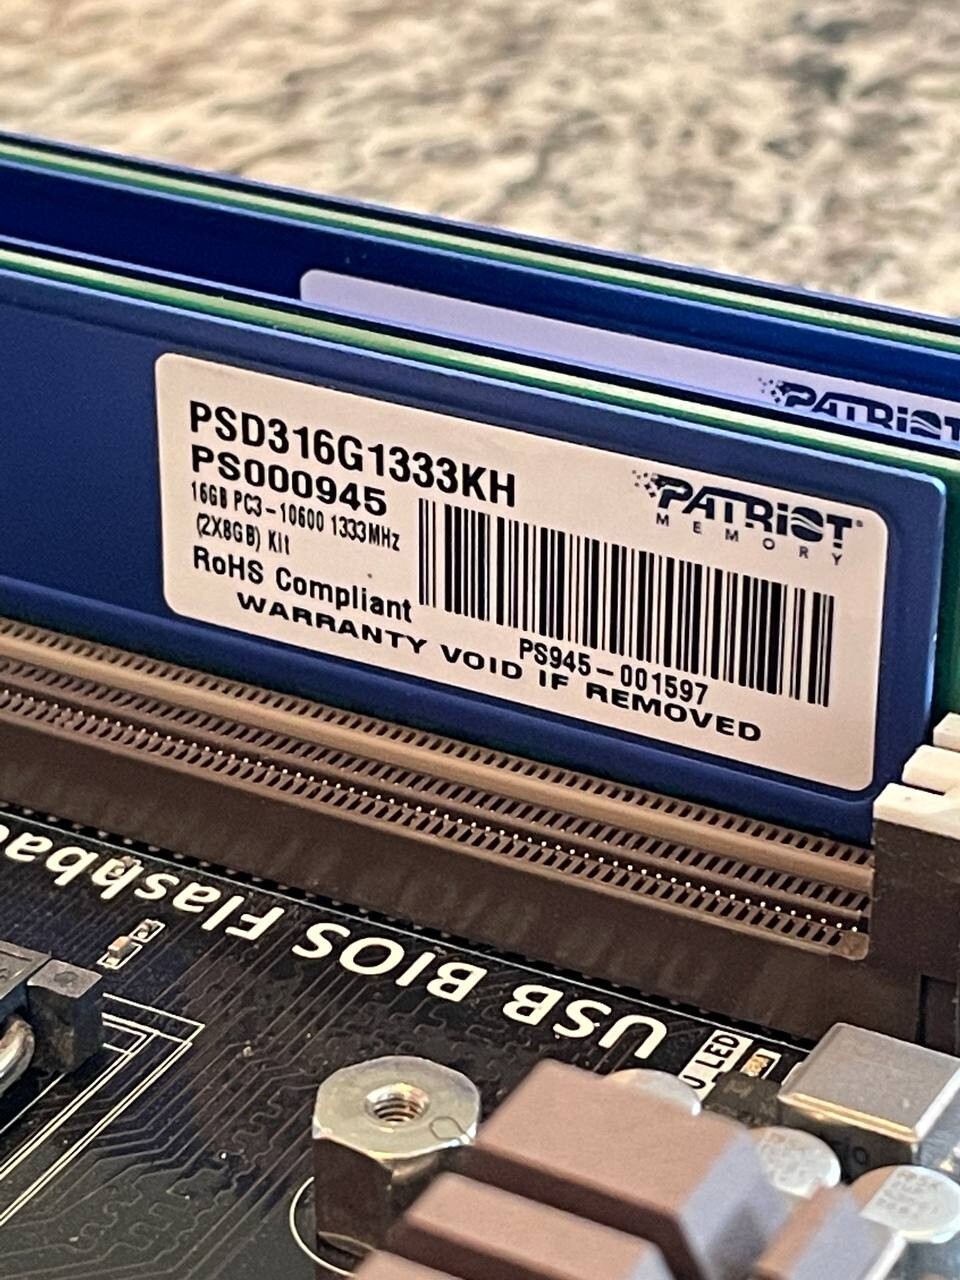 PATRiOT
PSD316G1333KH
PS000945
16GB PC3-10600 1333MHz
(2X8GB) Kit
RoHS Compliant
PATRiOT
MEMORY
PS945-001597
WARRANTY VOID IF REMOVED
USB BIOS Flashba
U LED